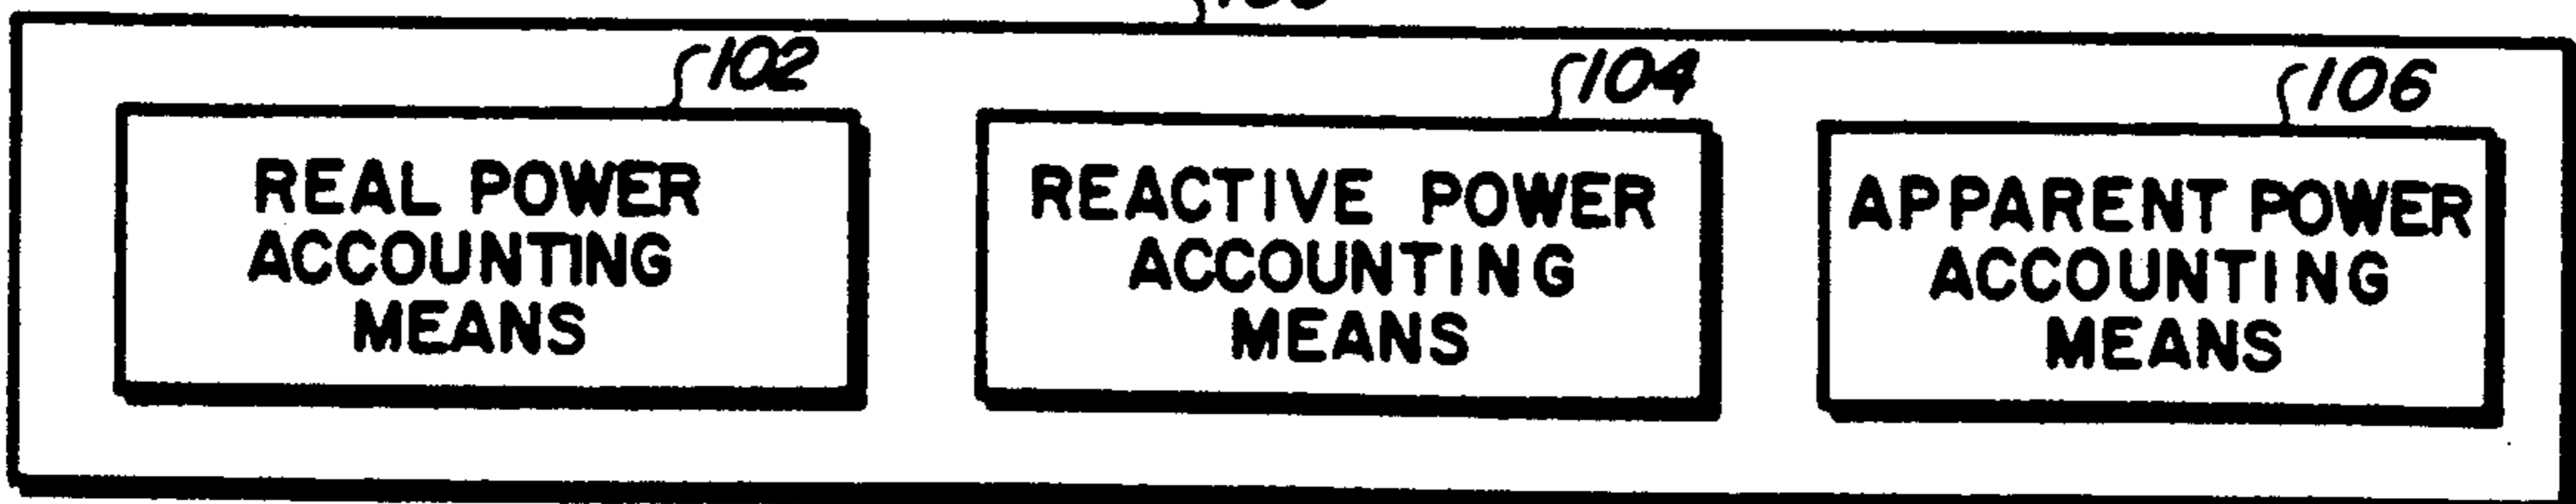 102
104
106
REAL POWER
ACCOUNTING
MEANS
REACTIVE POWER
ACCOUNTING
MEANS
APPARENT POWER
ACCOUNTING
MEANS